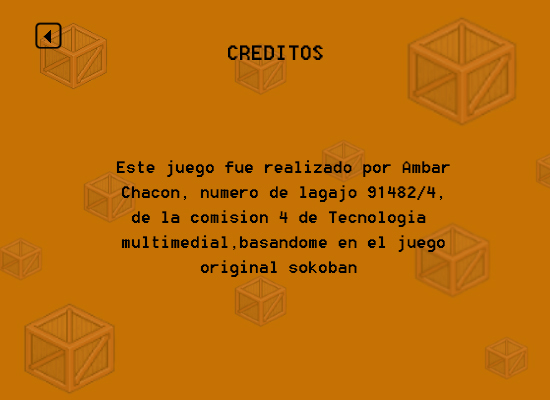 CREDITOS
Este juego fue realizado por Ambar
Chacon, numero de lagajo 91482/4,
de la comision 4 de Tecnologia
multimedial,basandome en el juego
original sokoban